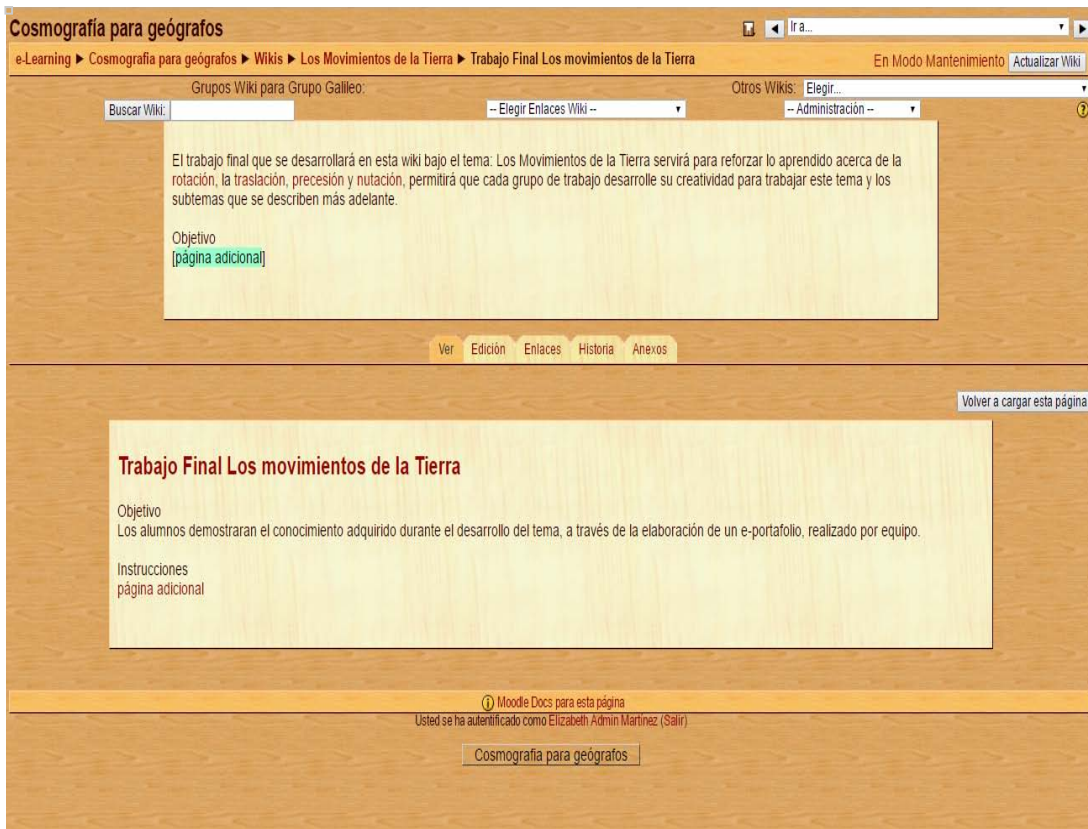 Cosmografía para geógrafos
Ir a...
e-Learning ▶ Cosmografia para geógrafos ▶ Wikis ▶ Los Movimientos de la Tierra ▶ Trabajo Final Los movimientos de la Tierra
En Modo Mantenimiento Actualizar Wiki
Grupos Wiki para Grupo Galileo:
Otros Wikis: Elegir...
Buscar Wiki:
-- Elegir Enlaces Wiki --
-- Administración --
El trabajo final que se desarrollará en esta wiki bajo el tema: Los Movimientos de la Tierra servirá para reforzar lo aprendido acerca de la
rotación, la traslación, precesión y nutación, permitirá que cada grupo de trabajo desarrolle su creatividad para trabajar este tema y los
subtemas que se describen más adelante.
Objetivo
[página adicional]
Ver Edición Enlaces Historia Anexos
Volver a cargar esta página
Trabajo Final Los movimientos de la Tierra
Objetivo
Los alumnos demostraran el conocimiento adquirido durante el desarrollo del tema, a través de la elaboración de un e-portafolio, realizado por equipo.
Instrucciones
página adicional
Moodle Docs para esta página
Usted se ha autentificado como Elizabeth Admin Martinez (Salir)
Cosmografia para geógrafos